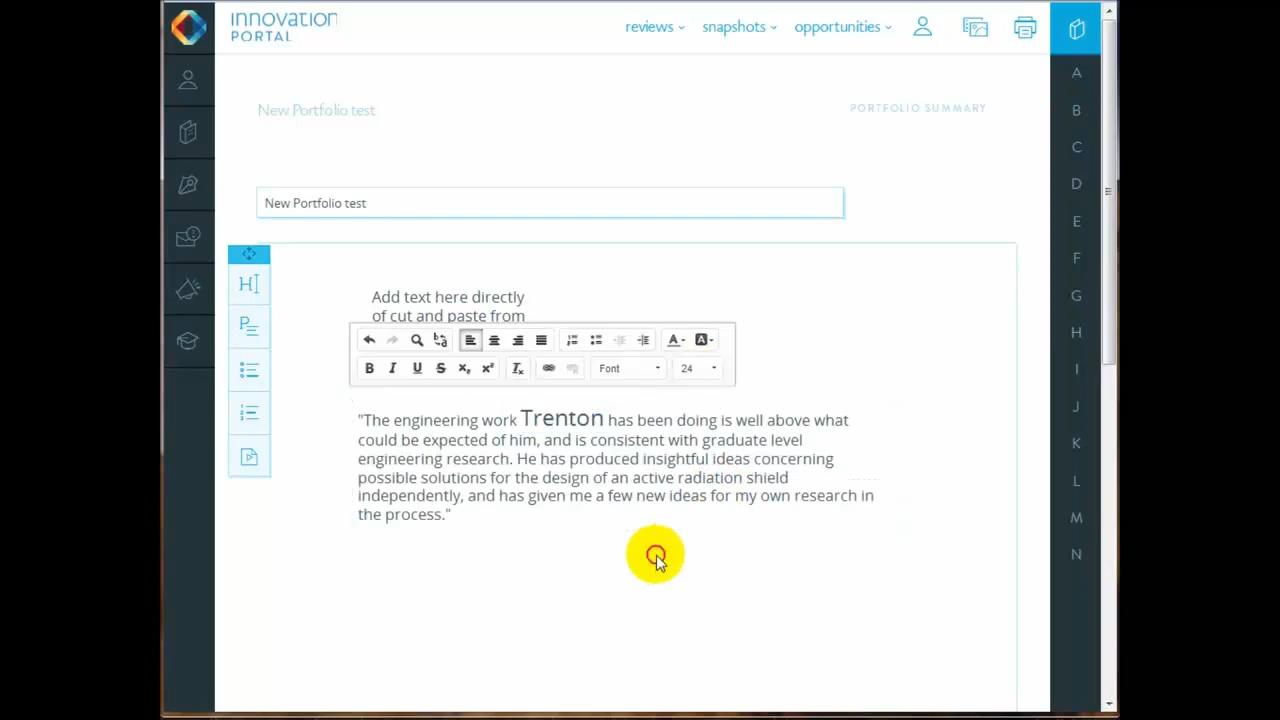 innovation
PORTAL
reviews
snapshots
opportunities
New Portfolio test
PORTFOLIO SUMMARY
New Portfolio test
Add text here directly
of cut and paste from
Font
24
"The engineering work Trenton has been doing is well above what
could be expected of him, and is consistent with graduate level
engineering research. He has produced insightful ideas concerning
possible solutions for the design of an active radiation shield
independently, and has given me a few new ideas for my own research in
the process."
A
B
C
D
E
F
G
H
I
J
K
L
M
N